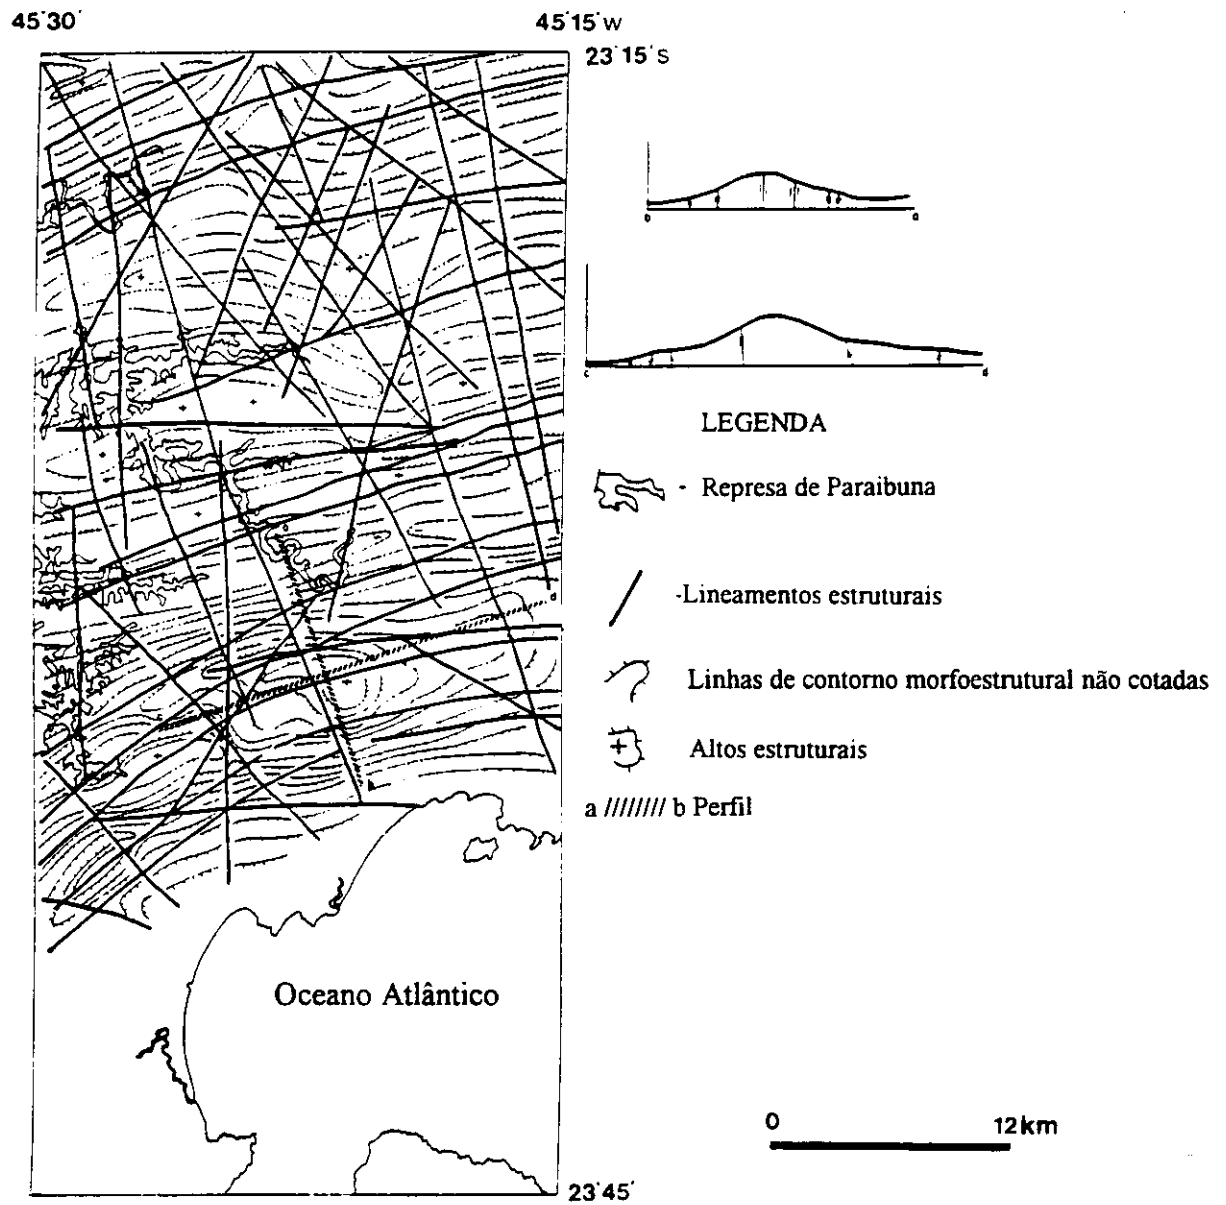 45°30'
45°15'W
23°15'S
c
d
LEGENDA
- Represa de Paraibuna
-Lineamentos estruturais
Linhas de contorno morfoestrutural não cotadas
+ Altos estruturais
a ///////// b Perfil
Oceano Atlântico
0 12km
23°45'